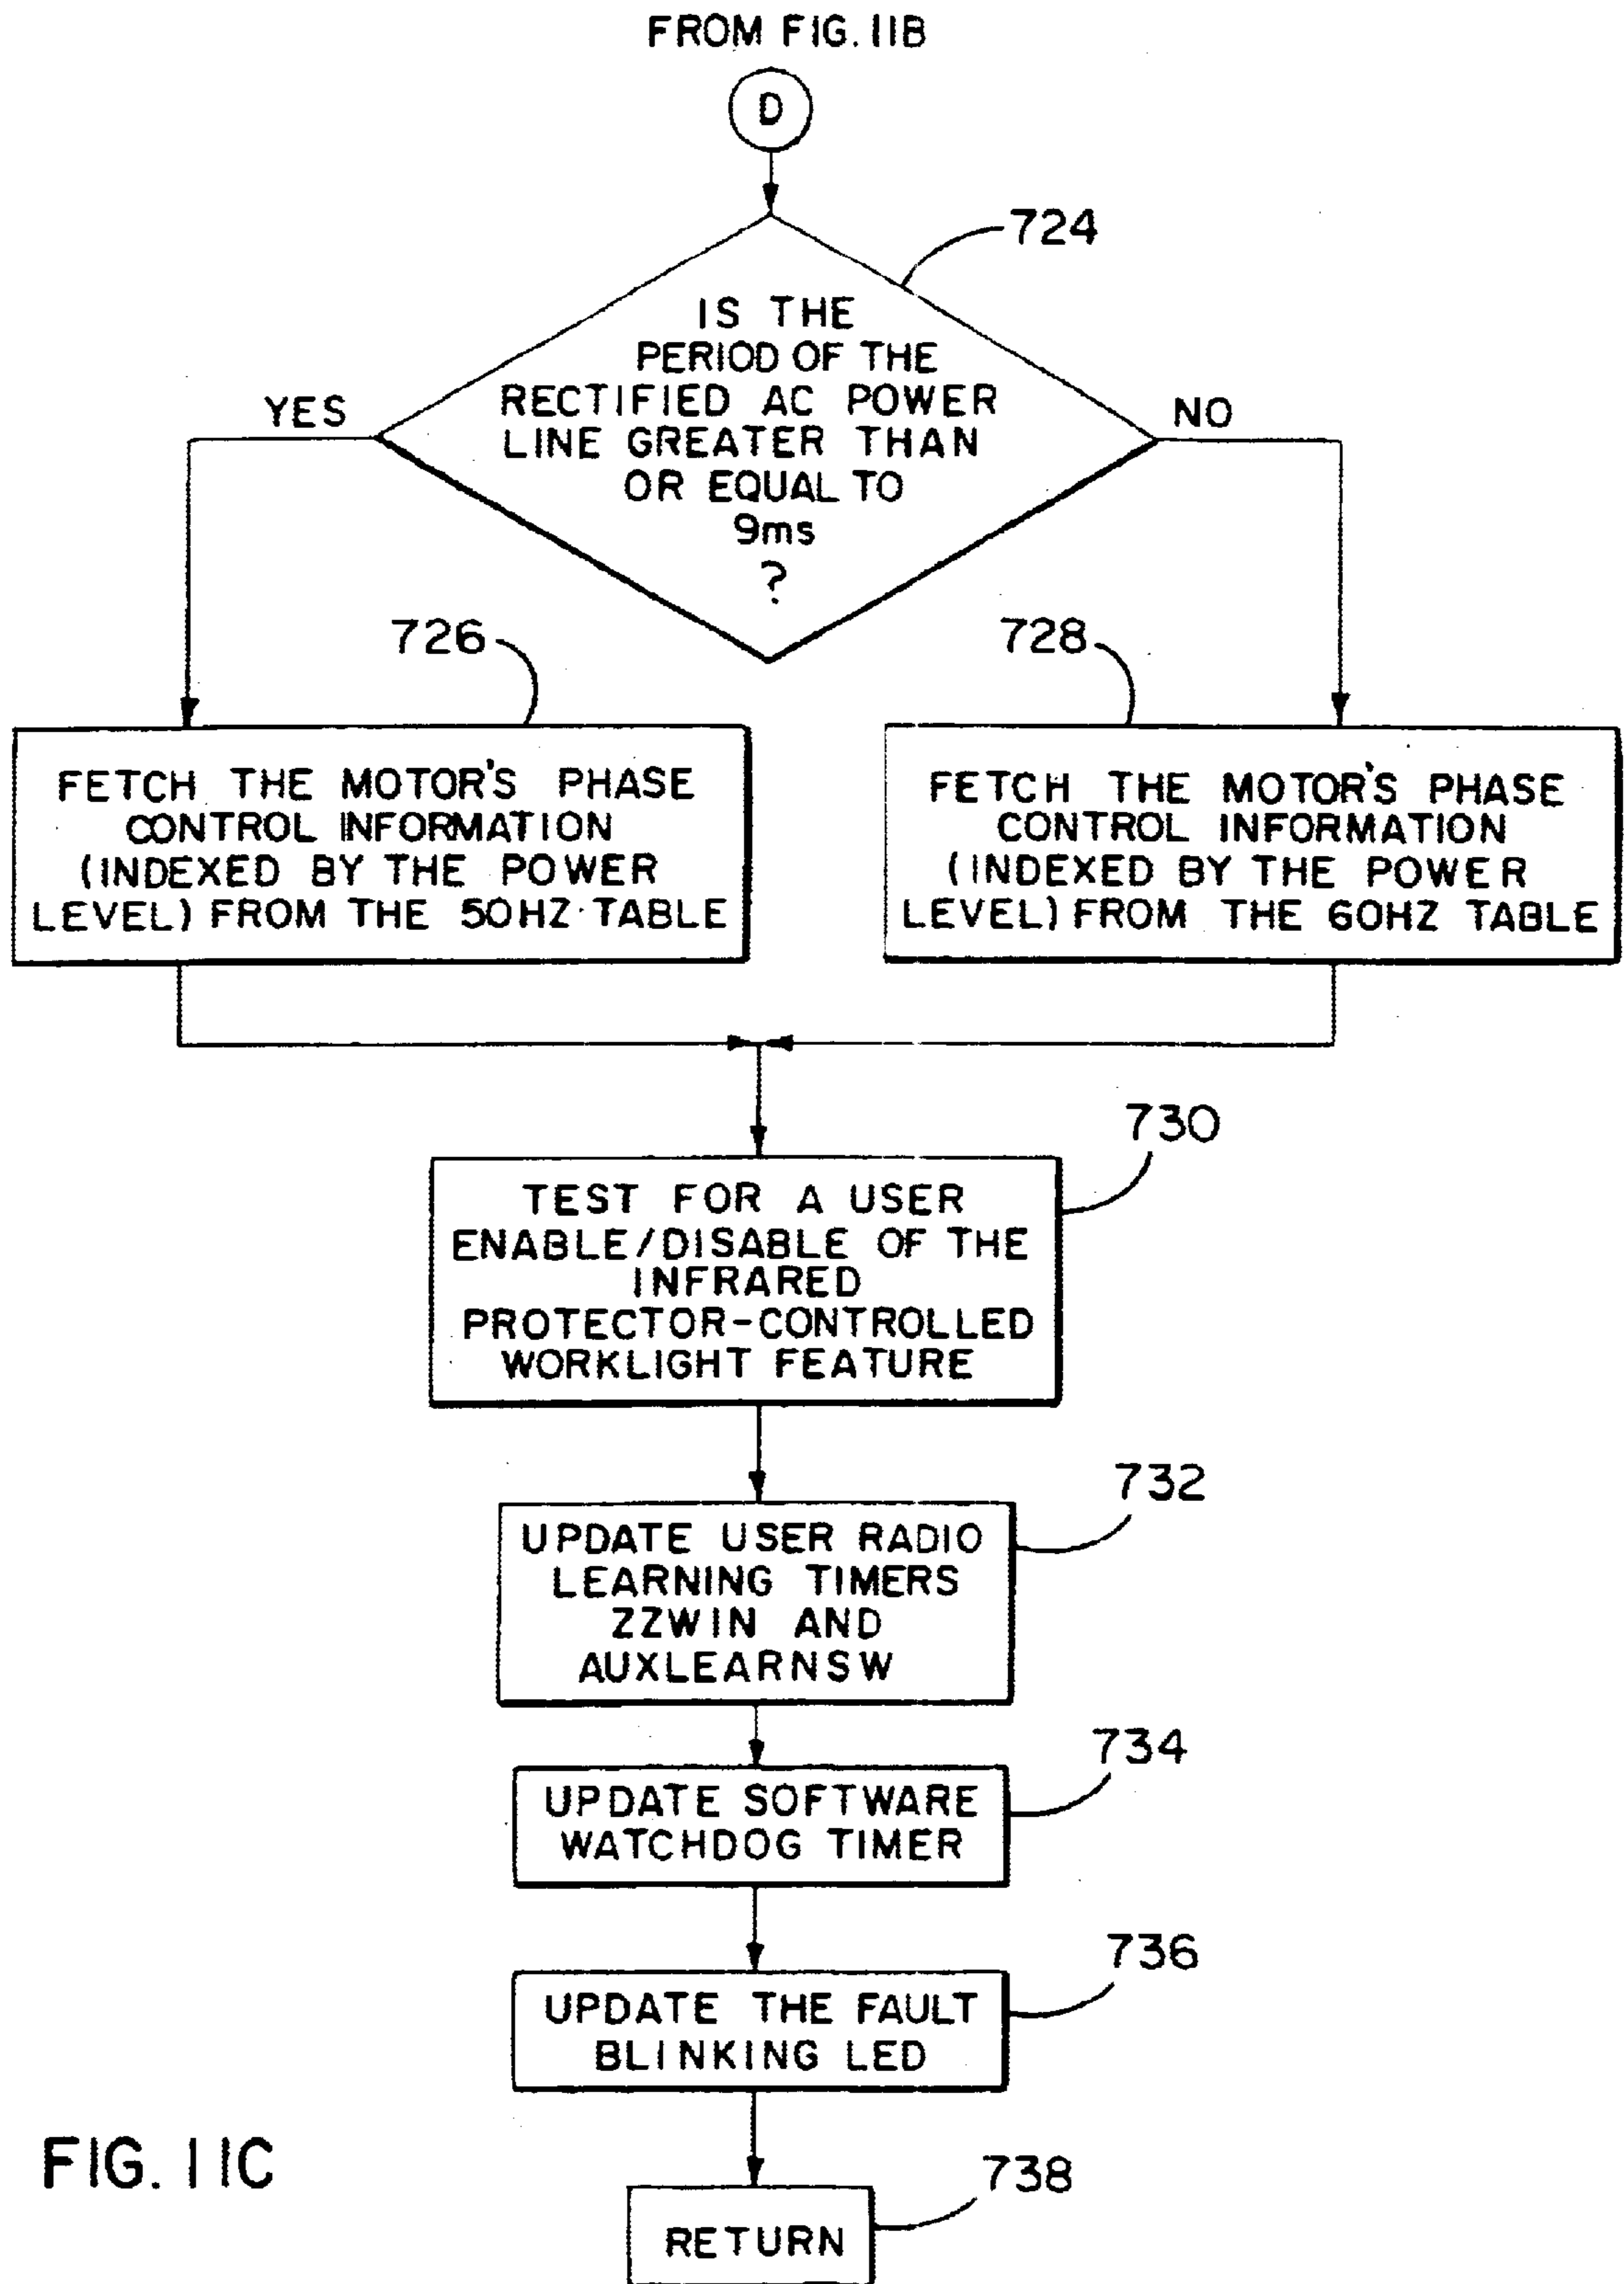 FROM FIG. 11B
D
724
IS THE
PERIOD OF THE
RECTIFIED AC POWER
LINE GREATER THAN
OR EQUAL TO
9ms
?
YES
NO
726
728
FETCH THE MOTOR'S PHASE
CONTROL INFORMATION
(INDEXED BY THE POWER
LEVEL) FROM THE 50HZ TABLE
FETCH THE MOTOR'S PHASE
CONTROL INFORMATION
(INDEXED BY THE POWER
LEVEL) FROM THE 60HZ TABLE
730
TEST FOR A USER
ENABLE/DISABLE OF THE
INFRARED
PROTECTOR-CONTROLLED
WORKLIGHT FEATURE
732
UPDATE USER RADIO
LEARNING TIMERS
ZZWIN AND
AUXLEARNSW
734
UPDATE SOFTWARE
WATCHDOG TIMER
736
UPDATE THE FAULT
BLINKING LED
738
RETURN
FIG. 11C